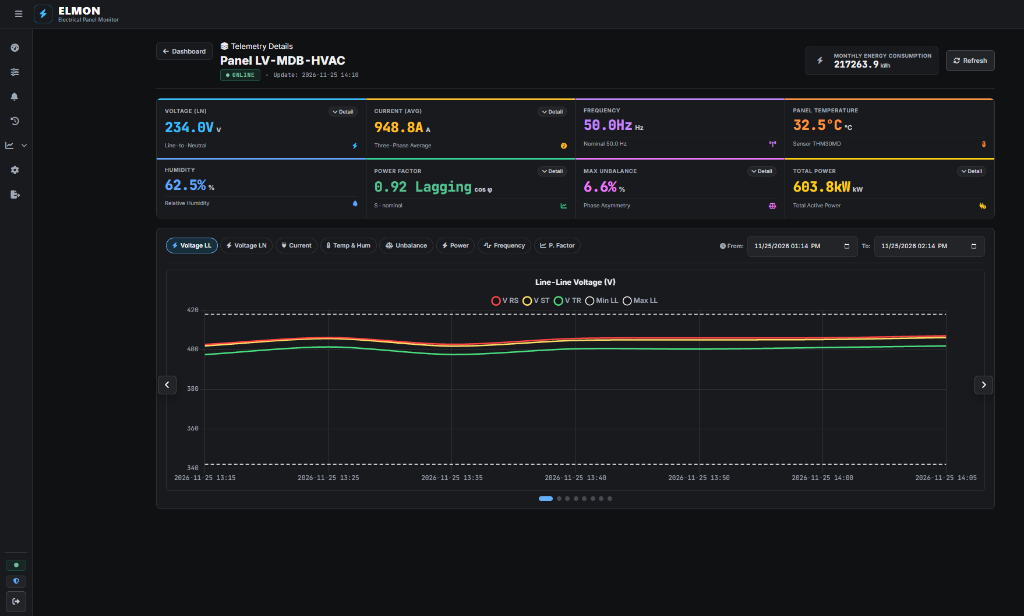 ELMON
Electrical Panel Monitor
Dashboard
Telemetry Details
Panel LV-MDB-HVAC
ONLINE • Update: 2026-11-25 14:10
MONTHLY ENERGY CONSUMPTION
217263.9 kWh
Refresh
VOLTAGE (LN) Detail
234.0V V
Line-to-Neutral
CURRENT (AVG) Detail
948.8A A
Three-Phase Average
FREQUENCY
50.0Hz Hz
Nominal 50.0 Hz
PANEL TEMPERATURE
32.5°C °C
Sensor THM30MD
HUMIDITY
62.5% %
Relative Humidity
POWER FACTOR Detail
0.92 Lagging cos φ
S-nominal
MAX UNBALANCE Detail
6.6% %
Phase Asymmetry
TOTAL POWER Detail
603.8kW kW
Total Active Power
Voltage LL Voltage LN Current Temp & Hum Unbalance Power Frequency P. Factor
From: 11/25/2026 01:14 PM To: 11/25/2026 02:14 PM
Line-Line Voltage (V)
V RS V ST V TR Min LL Max LL
420
400
380
360
340
2026-11-25 13:15 2026-11-25 13:25 2026-11-25 13:35 2026-11-25 13:40 2026-11-25 13:50 2026-11-25 14:00 2026-11-25 14:05